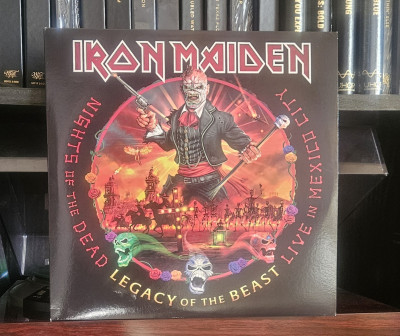 IRON MAIDEN
NIGHTS OF THE DEAD
LEGACY OF THE BEAST
LIVE IN MEXICO CITY